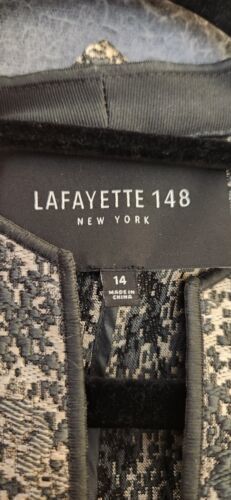 LAFAYETTE 148
NEW YORK
14
MADE IN
CHINA